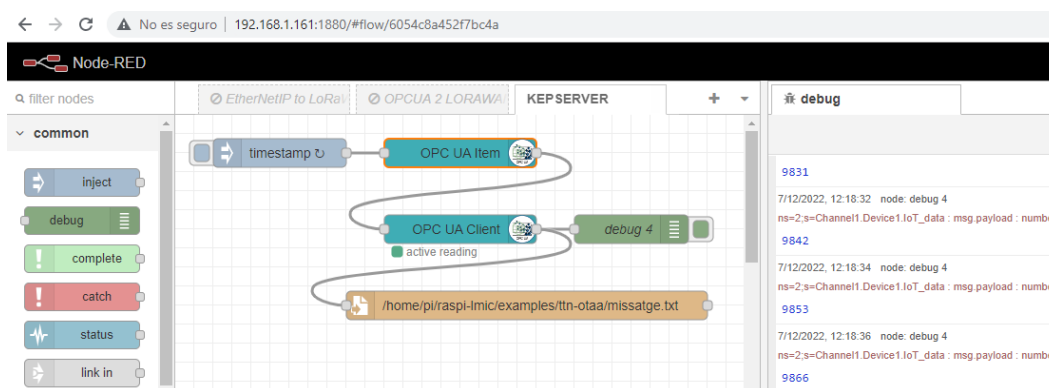 No es seguro | 192.168.1.161:1880/#flow/6054c8a452f7bc4a
Node-RED
filter nodes
EtherNetIP to LoRaW
OPCUA 2 LORAWA
KEPSERVER
debug
common
inject
debug
complete
catch
status
link in
timestamp ↻
OPC UA Item
OPC UA Client
active reading
debug 4
/home/pi/raspi-lmic/examples/ttn-otaa/missatge.txt
9831
7/12/2022, 12:18:32 node: debug 4
ns=2;s=Channel1.Device1.IoT_data : msg.payload : numbe
9842
7/12/2022, 12:18:34 node: debug 4
ns=2;s=Channel1.Device1.IoT_data : msg.payload : numbe
9853
7/12/2022, 12:18:36 node: debug 4
ns=2;s=Channel1.Device1.IoT_data : msg.payload : numbe
9866